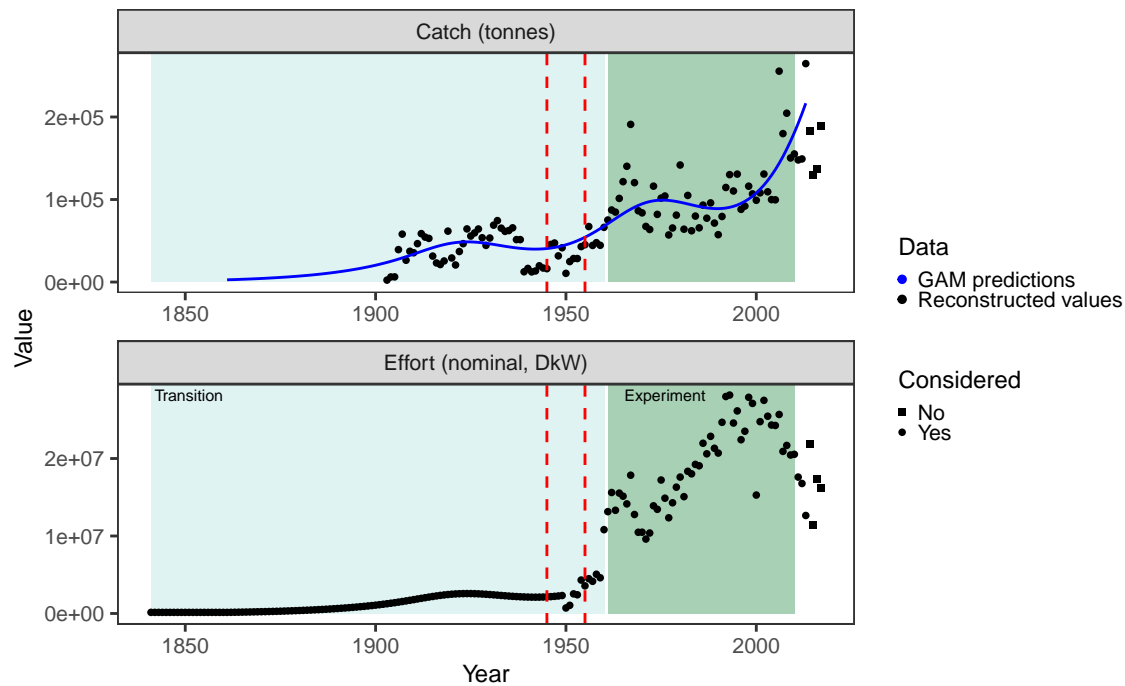 Catch (tonnes)
2e+05
1e+05
0e+00
1850 1900 1950 2000
Value
Effort (nominal, DkW)
Transition Experiment
2e+07
1e+07
0e+00
1850 1900 1950 2000
Year
Data
GAM predictions
Reconstructed values
Considered
No
Yes